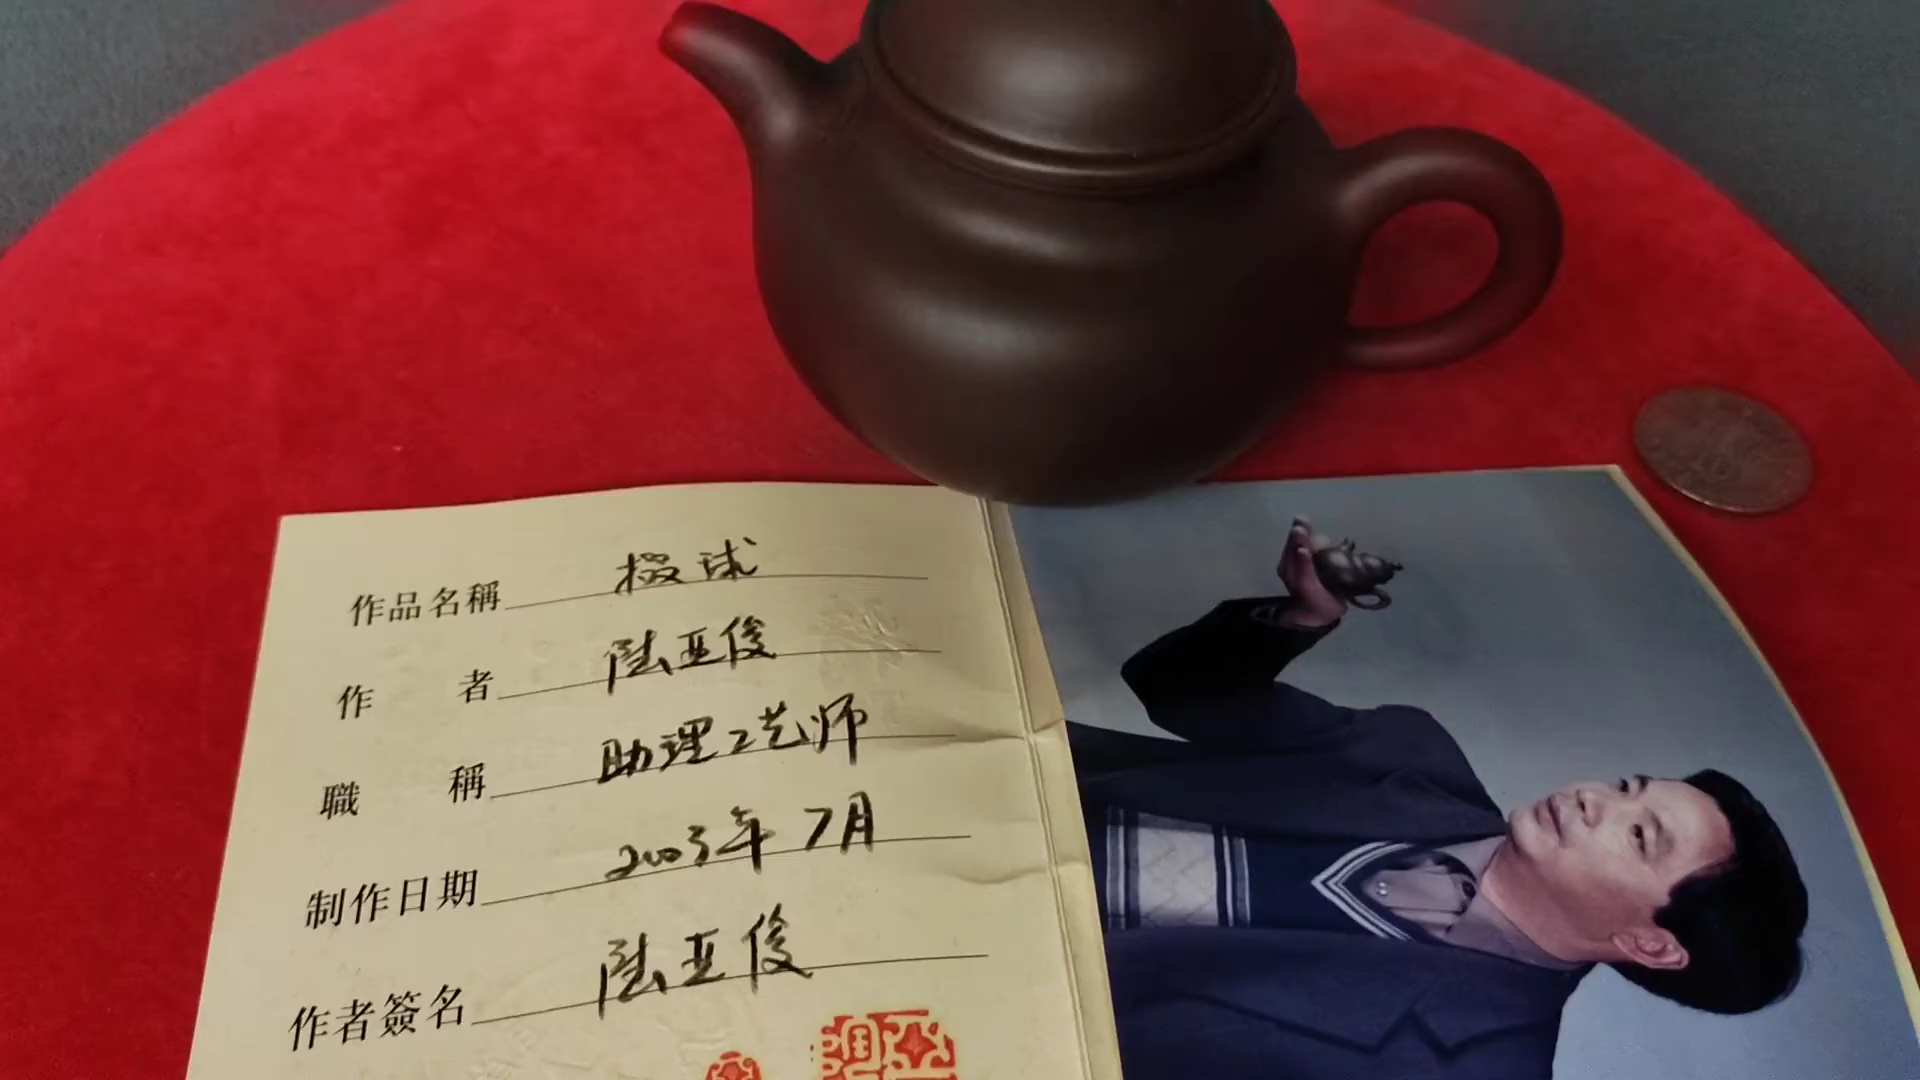 作品名稱 掇球
作者 陆亚俊
職稱 助理工艺师
制作日期 2003年7月
作者簽名 陆亚俊